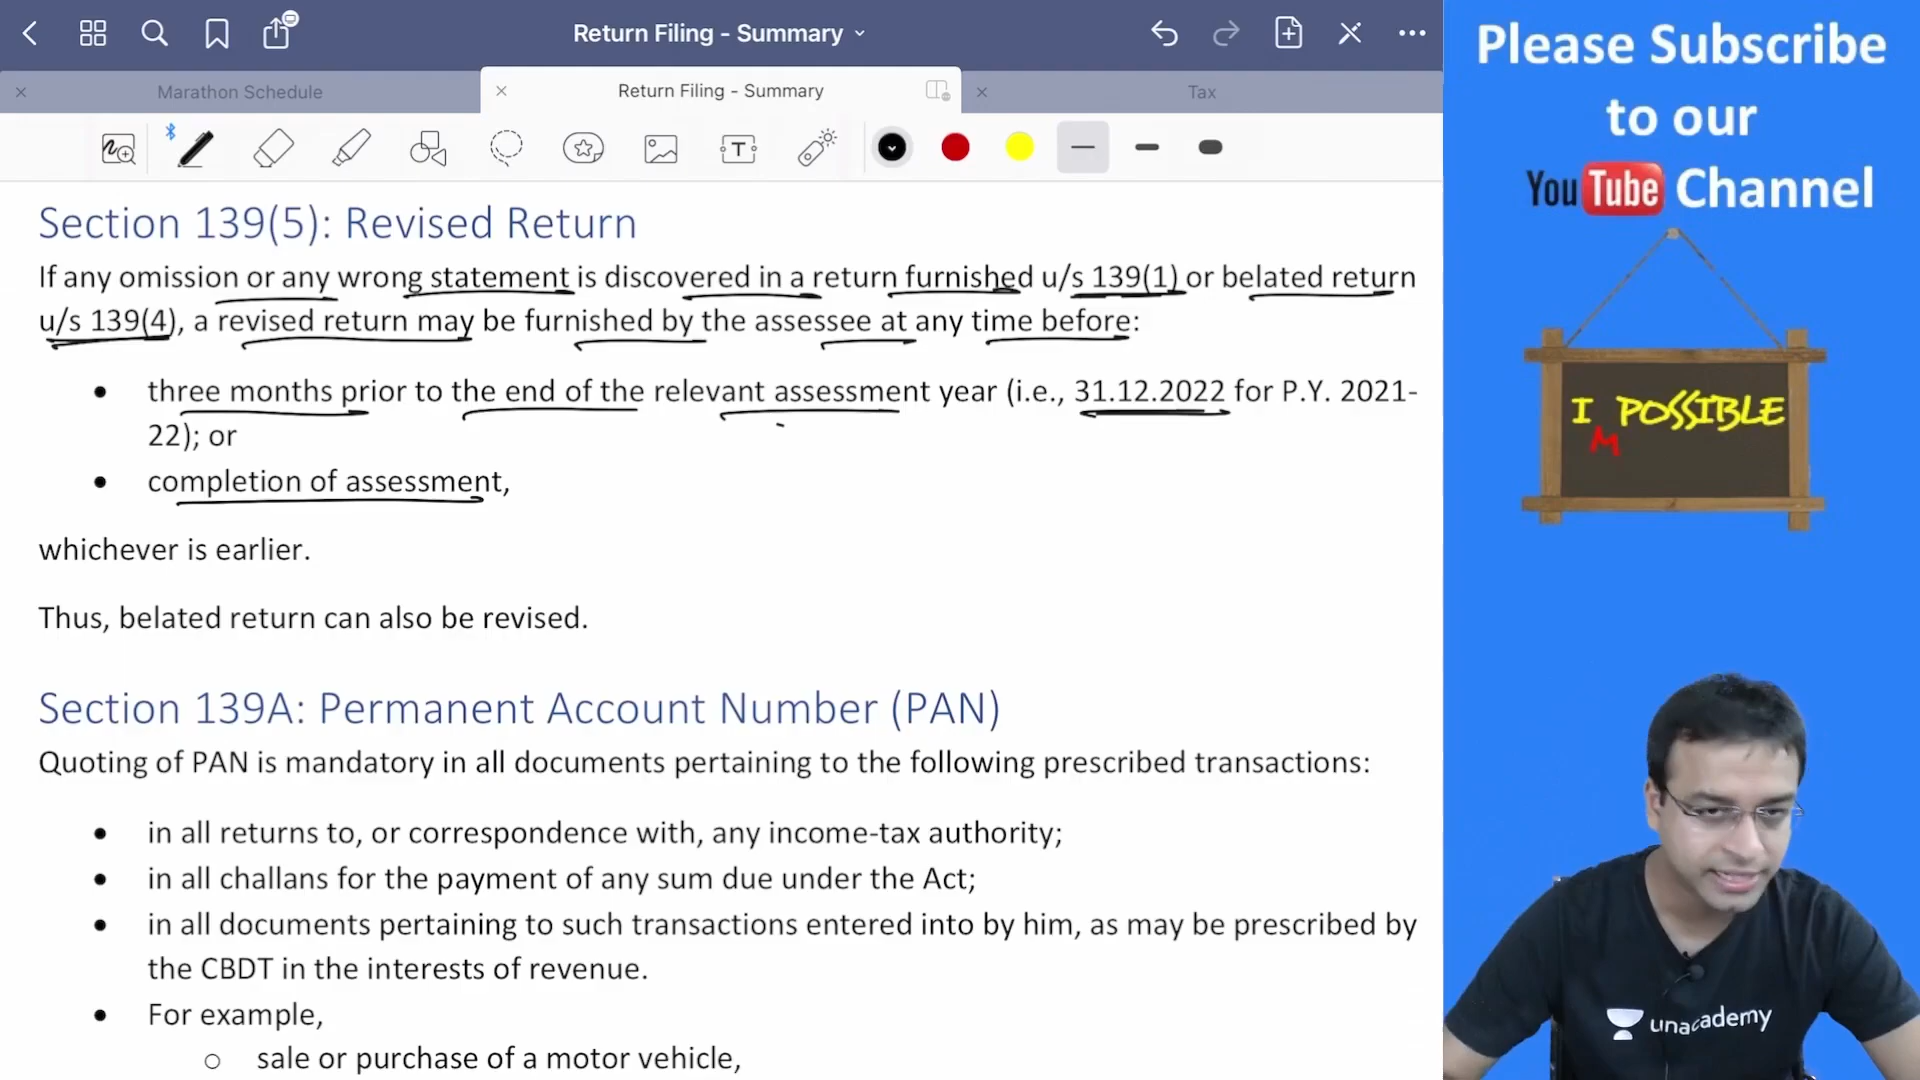 Return Filing - Summary
Marathon Schedule
Return Filing - Summary
Tax
T
Section 139(5): Revised Return
If any omission or any wrong statement is discovered in a return furnished u/s 139(1) or belated return
u/s 139(4), a revised return may be furnished by the assessee at any time before:
• three months prior to the end of the relevant assessment year (i.e., 31.12.2022 for P.Y. 2021-
22); or
• completion of assessment,
whichever is earlier.
Thus, belated return can also be revised.
Section 139A: Permanent Account Number (PAN)
Quoting of PAN is mandatory in all documents pertaining to the following prescribed transactions:
• in all returns to, or correspondence with, any income-tax authority;
• in all challans for the payment of any sum due under the Act;
• in all documents pertaining to such transactions entered into by him, as may be prescribed by
the CBDT in the interests of revenue.
• For example,
o sale or purchase of a motor vehicle,
Please Subscribe
to our
YouTube Channel
I POSSIBLE
M
unacademy